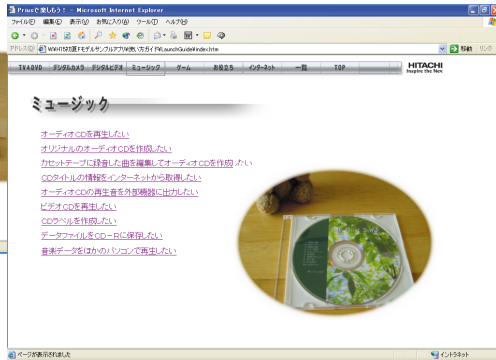 Priusで楽しもう! - Microsoft Internet Explorer
ファイル(F) 編集(E) 表示(V) お気に入り(A) ツール(T) ヘルプ(H)
移動 リンク
TV&DVD デジタルカメラ デジタルビデオ ミュージック ゲーム お役立ち インターネット 一覧 TOP
HITACHI
Inspire the Next
ミュージック
オーディオCDを再生したい
オリジナルのオーディオCDを作成したい
カセットテープに録音した曲を編集してオーディオCDを作成したい
CDタイトルの情報をインターネットから取得したい
オーディオCDの再生音を外部機器に出力したい
ビデオCDを再生したい
CDラベルを作成したい
データファイルをCD-Rに保存したい
音楽データをほかのパソコンで再生したい
ページが表示されました
イントラネット